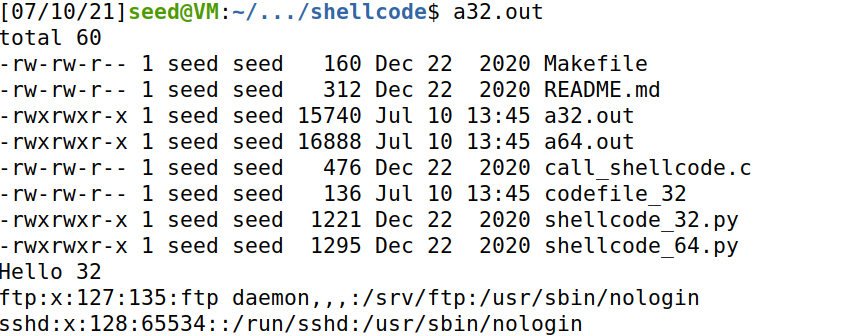 [07/10/21]seed@VM:~/.../shellcode$ a32.out
total 60
-rw-rw-r-- 1 seed seed   160 Dec 22  2020 Makefile
-rw-rw-r-- 1 seed seed   312 Dec 22  2020 README.md
-rwxrwxr-x 1 seed seed 15740 Jul 10 13:45 a32.out
-rwxrwxr-x 1 seed seed 16888 Jul 10 13:45 a64.out
-rw-rw-r-- 1 seed seed   476 Dec 22  2020 call_shellcode.c
-rw-rw-r-- 1 seed seed   136 Jul 10 13:45 codefile_32
-rwxrwxr-x 1 seed seed  1221 Dec 22  2020 shellcode_32.py
-rwxrwxr-x 1 seed seed  1295 Dec 22  2020 shellcode_64.py
Hello 32
ftp:x:127:135:ftp daemon,,,:/srv/ftp:/usr/sbin/nologin
sshd:x:128:65534::/run/sshd:/usr/sbin/nologin